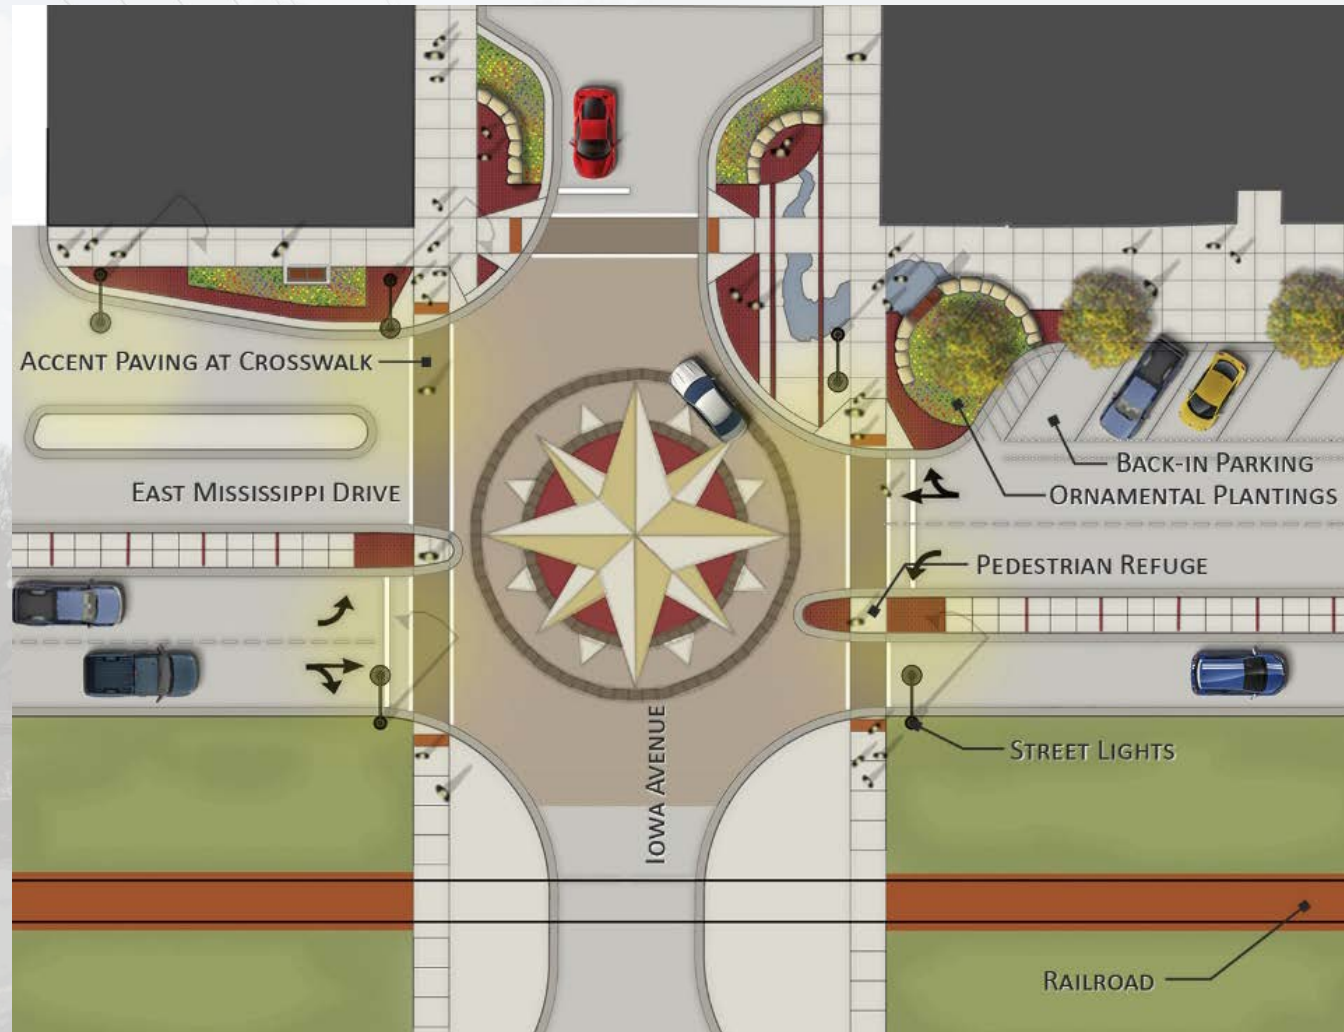 ACCENT PAVING AT CROSSWALK
BACK-IN PARKING
EAST MISSISSIPPI DRIVE
ORNAMENTAL PLANTINGS
PEDESTRIAN REFUGE
STREET LIGHTS
IOWA AVENUE
RAILROAD